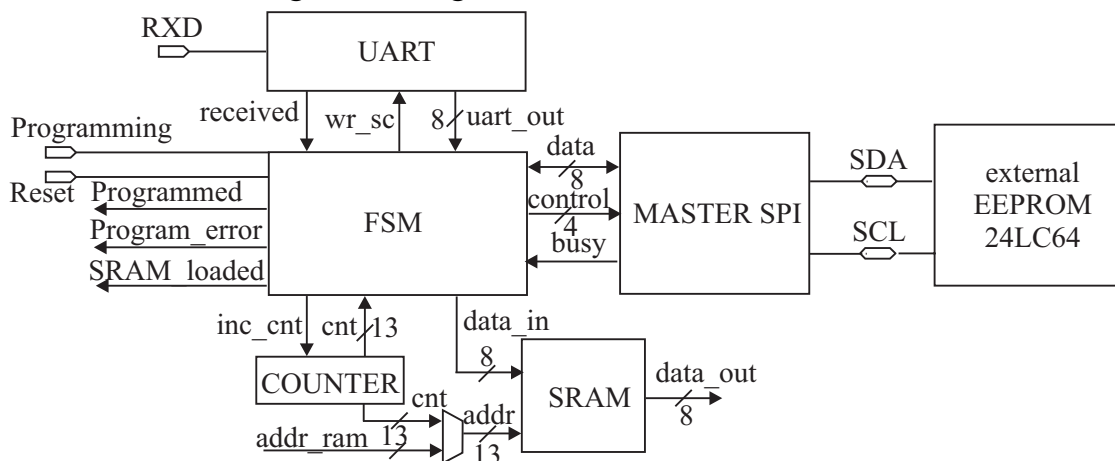 RXD
UART
received
wr_sc
8
uart_out
Programming
Reset
Programmed
Program_error
SRAM_loaded
FSM
data
8
control
4
busy
MASTER SPI
SDA
SCL
external
EEPROM
24LC64
inc_cnt
cnt
13
data_in
8
COUNTER
cnt
13
addr_ram
addr
13
SRAM
data_out
8